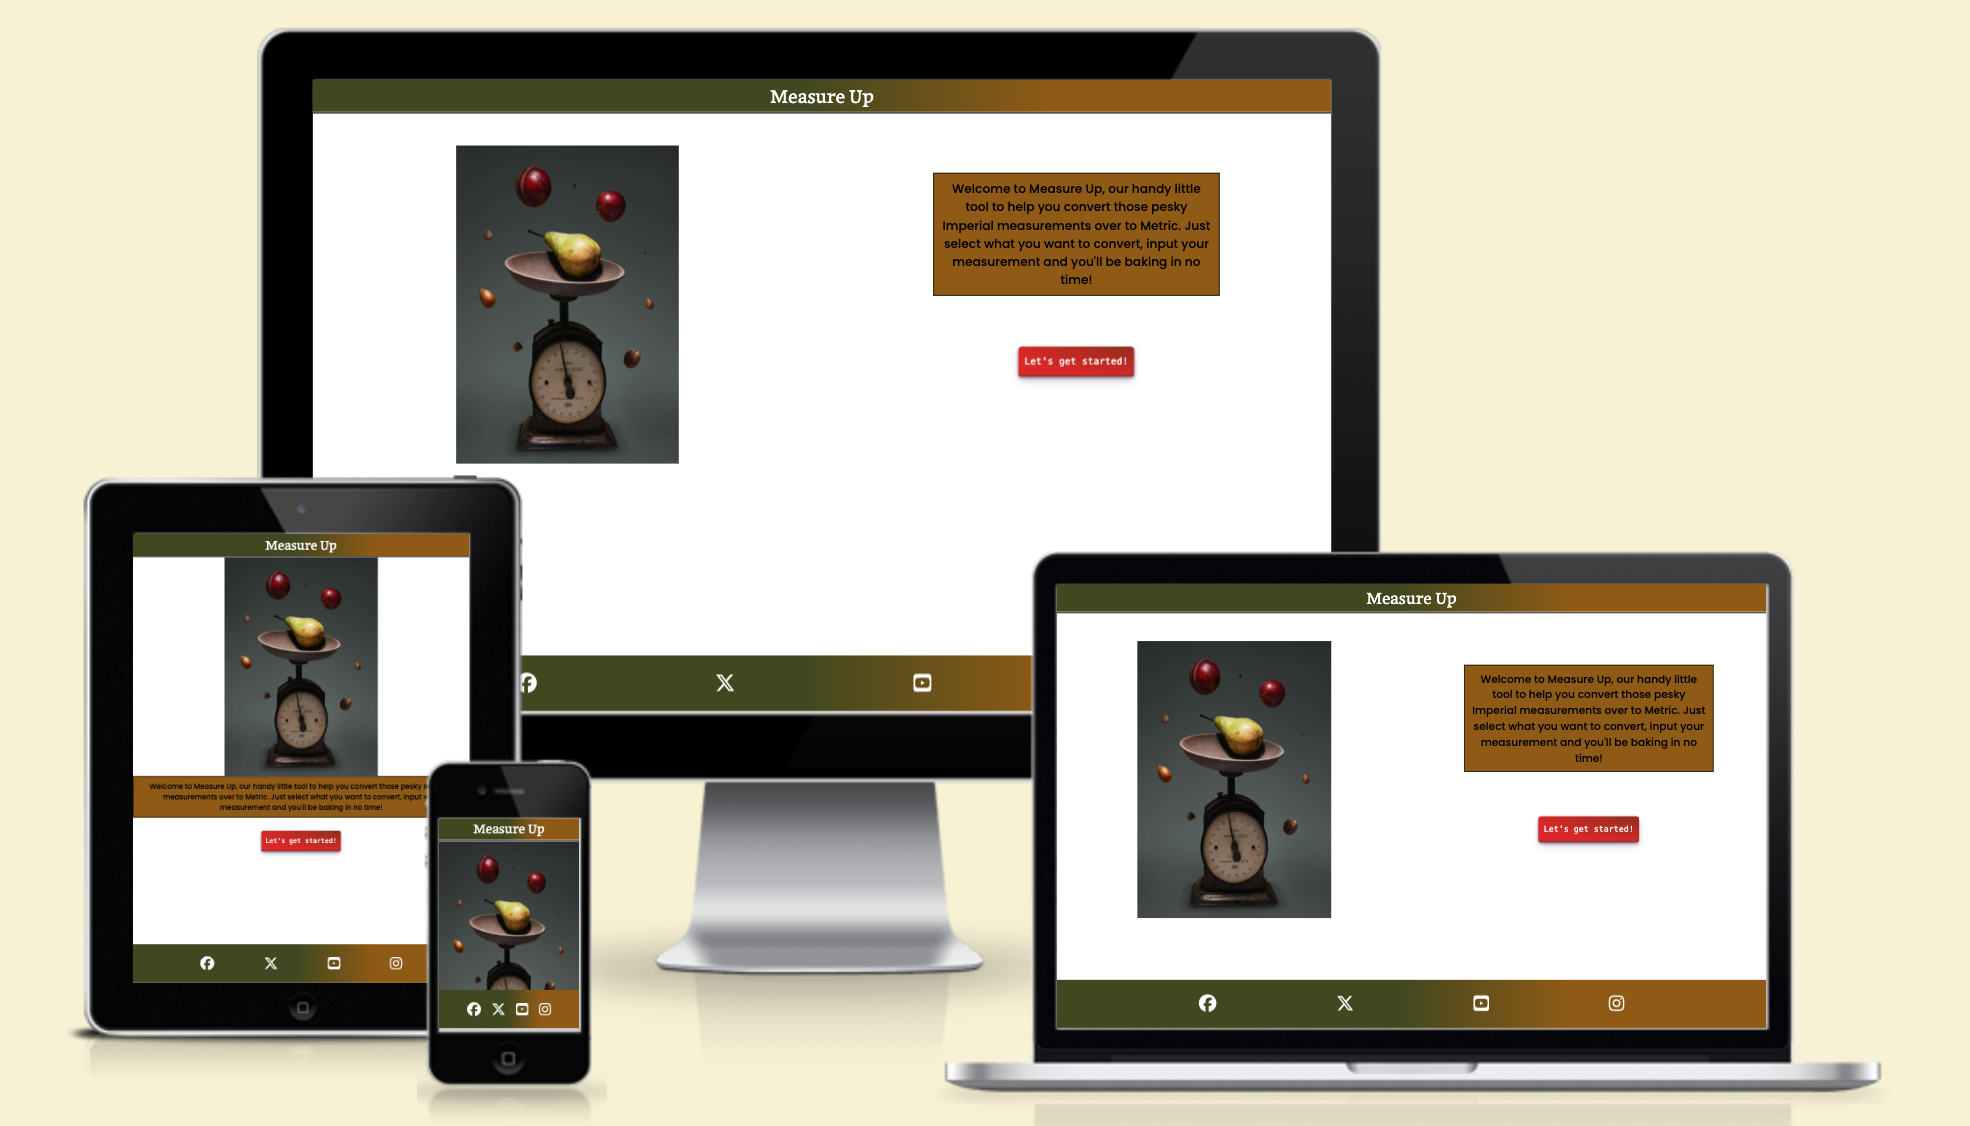 Measure Up
Welcome to Measure Up, our handy little
tool to help you convert those pesky
Imperial measurements over to Metric. Just
select what you want to convert, input your
measurement and you'll be baking in no
time!
Let's get started!
Measure Up
Welcome to Measure Up, our handy little tool to help you convert those pesky
measurements over to Metric. Just select what you want to convert, input
measurement and you'll be baking in no time!
Let's get started!
Measure Up
Measure Up
Welcome to Measure Up, our handy little
tool to help you convert those pesky
Imperial measurements over to Metric. Just
select what you want to convert, input your
measurement and you'll be baking in no
time!
Let's get started!